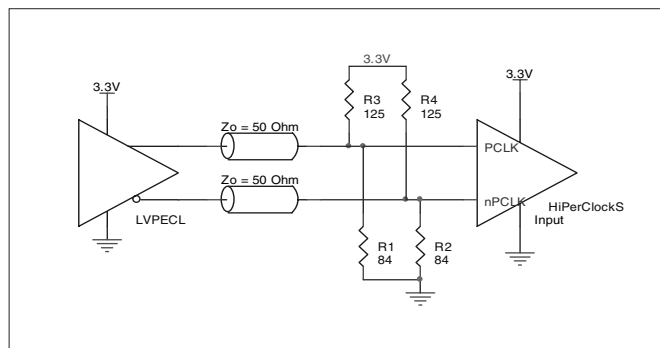 3.3V
3.3V
3.3V
R3
125
R4
125
Zo = 50 Ohm
PCLK
Zo = 50 Ohm
nPCLK
HiPerClockS
Input
LVPECL
R1
84
R2
84